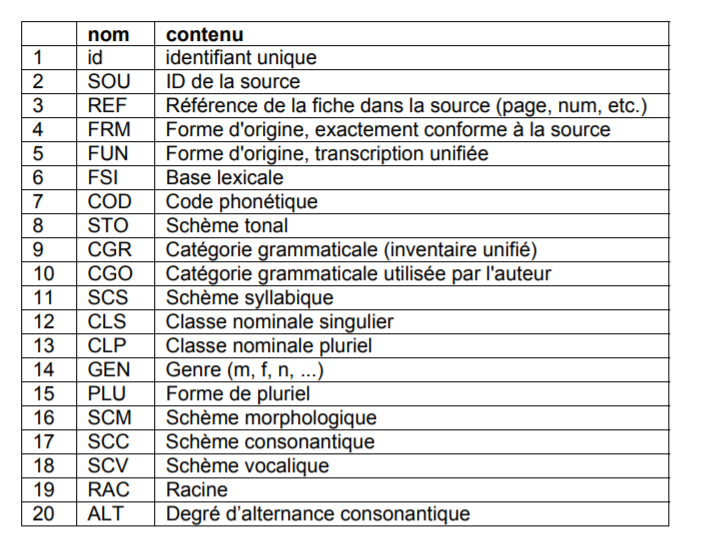 nom contenu
1 id identifiant unique
2 SOU ID de la source
3 REF Référence de la fiche dans la source (page, num, etc.)
4 FRM Forme d'origine, exactement conforme à la source
5 FUN Forme d'origine, transcription unifiée
6 FSI Base lexicale
7 COD Code phonétique
8 STO Schème tonal
9 CGR Catégorie grammaticale (inventaire unifié)
10 CGO Catégorie grammaticale utilisée par l'auteur
11 SCS Schème syllabique
12 CLS Classe nominale singulier
13 CLP Classe nominale pluriel
14 GEN Genre (m, f, n, ...)
15 PLU Forme de pluriel
16 SCM Schème morphologique
17 SCC Schème consonantique
18 SCV Schème vocalique
19 RAC Racine
20 ALT Degré d’alternance consonantique